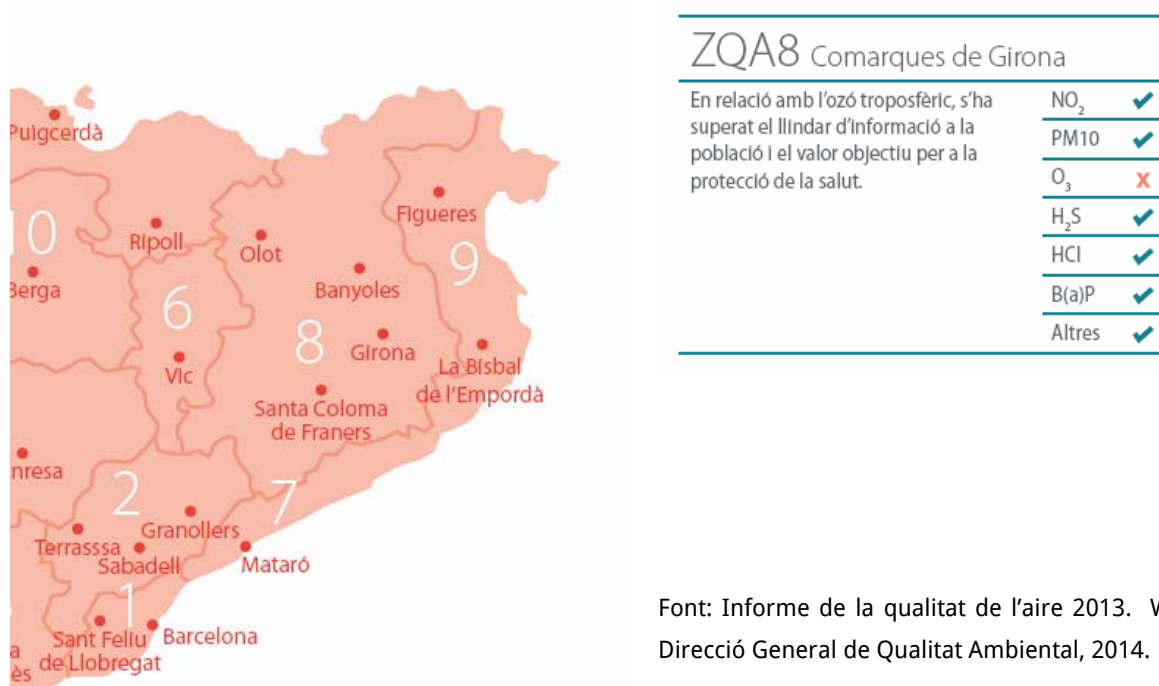 Puigcerdà
10
Ripoll
Olot
Figueres
9
Berga
Banyoles
6
8
Girona
Vic
La Bisbal
de l'Empordà
Santa Coloma
de Franers
2
7
Granollers
Terrasssa
Sabadell
Mataró
1
Sant Feliu
de Llobregat
Barcelona
ZQA8 Comarques de Girona
En relació amb l'ozó troposfèric, s'ha
superat el llindar d'informació a la
població i el valor objectiu per a la
protecció de la salut.
NO₂ ✔
PM10 ✔
O₃ X
H₂S ✔
HCl ✔
B(a)P ✔
Altres ✔
Font: Informe de la qualitat de l'aire 2013.
Direcció General de Qualitat Ambiental, 2014.